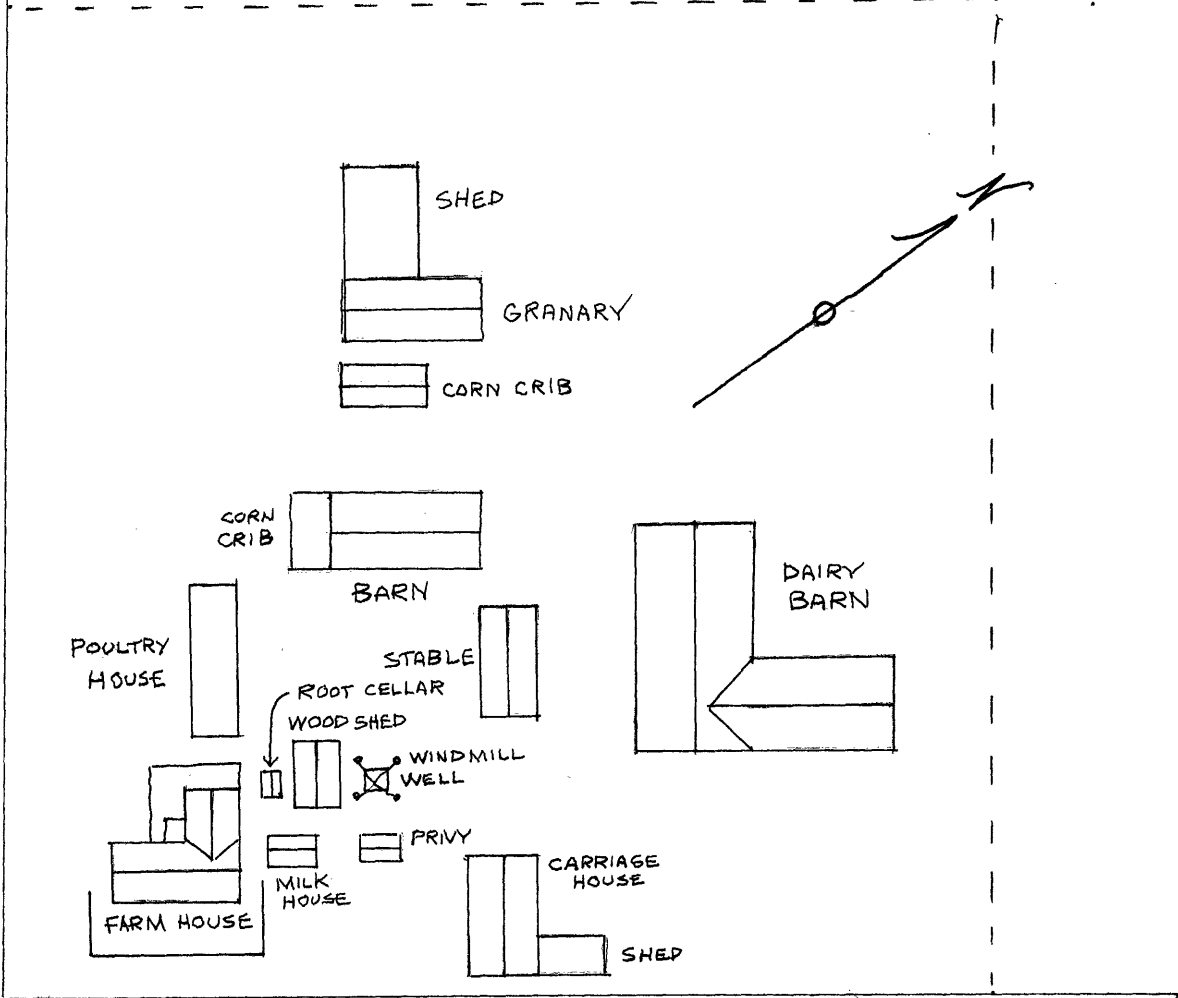 SHED
N
GRANARY
CORN CRIB
CORN
CRIB
BARN
DAIRY
BARN
POULTRY
HOUSE
STABLE
ROOT CELLAR
WOOD SHED
WINDMILL
WELL
PRIVY
MILK
HOUSE
CARRIAGE
HOUSE
FARM HOUSE
SHED